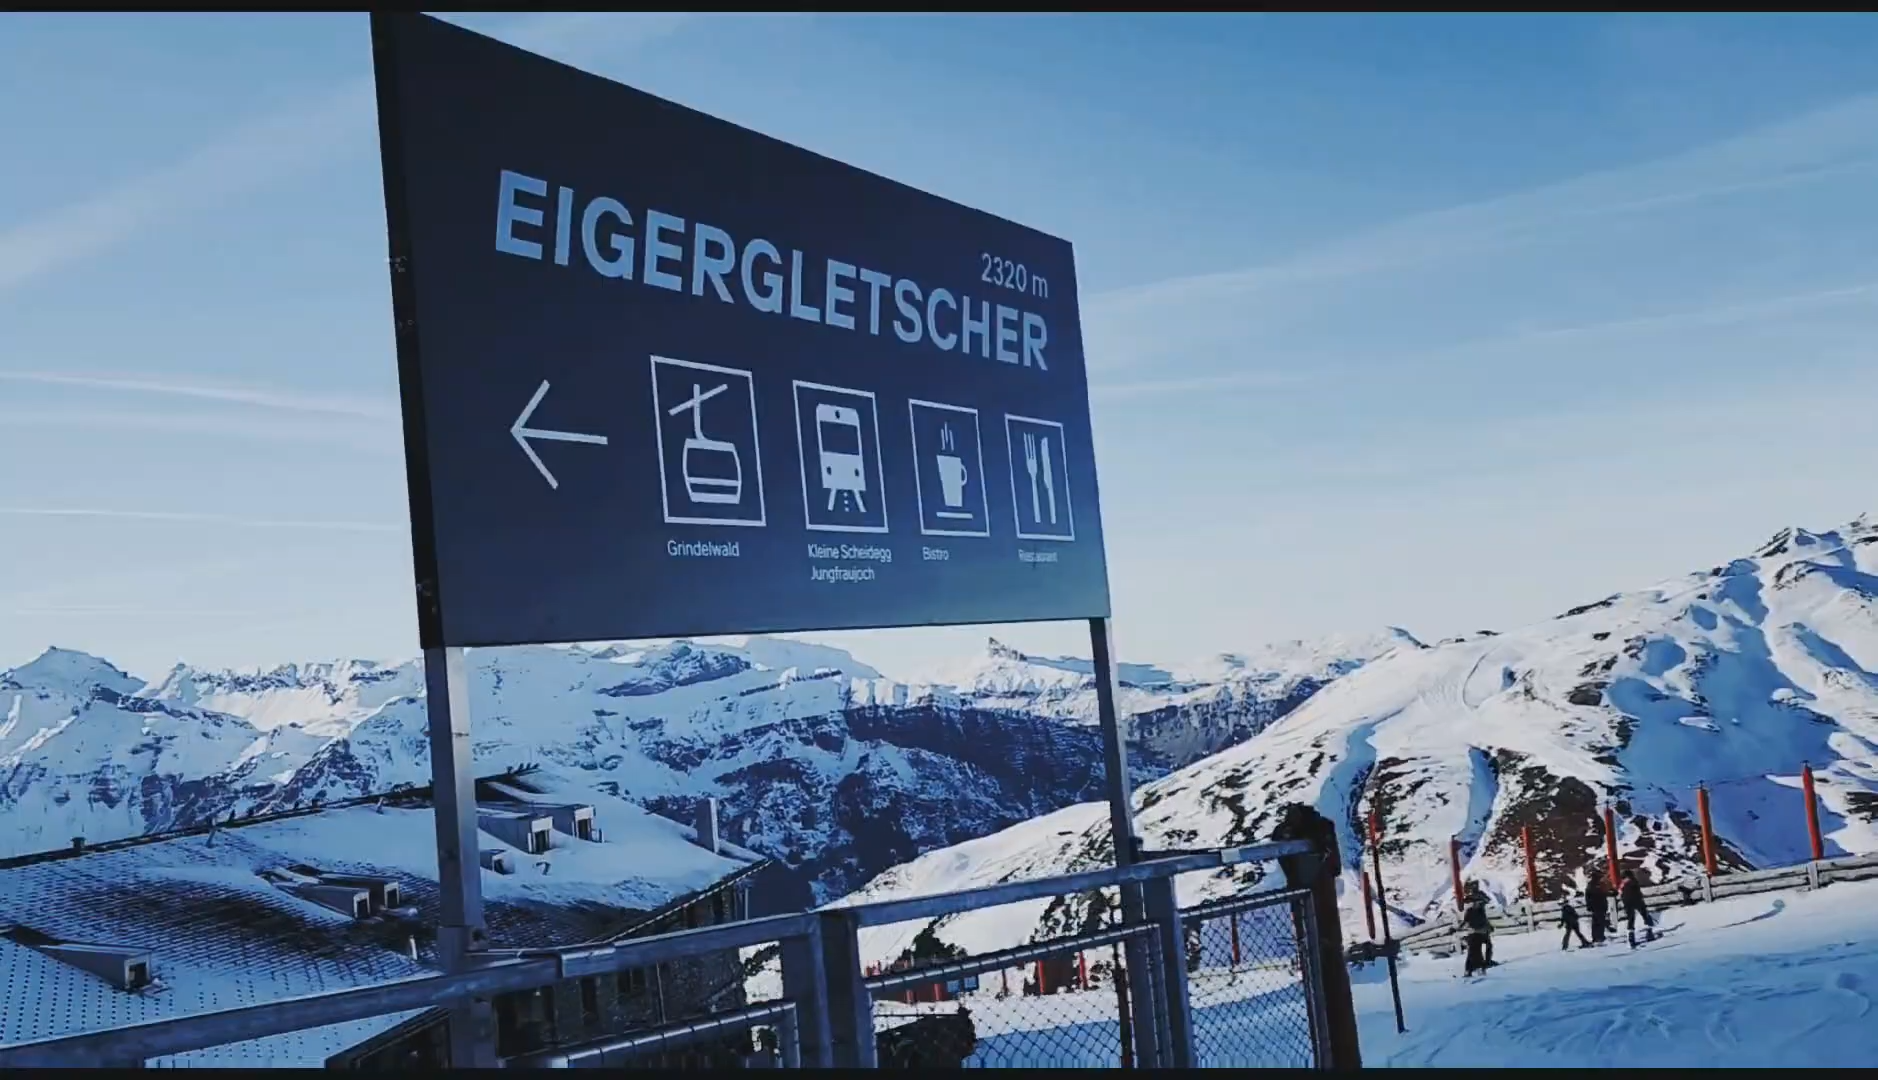 2320 m
EIGERGLETSCHER
Grindelwald
Kleine Scheidegg
Jungfraujoch
Bistro
Restaurant